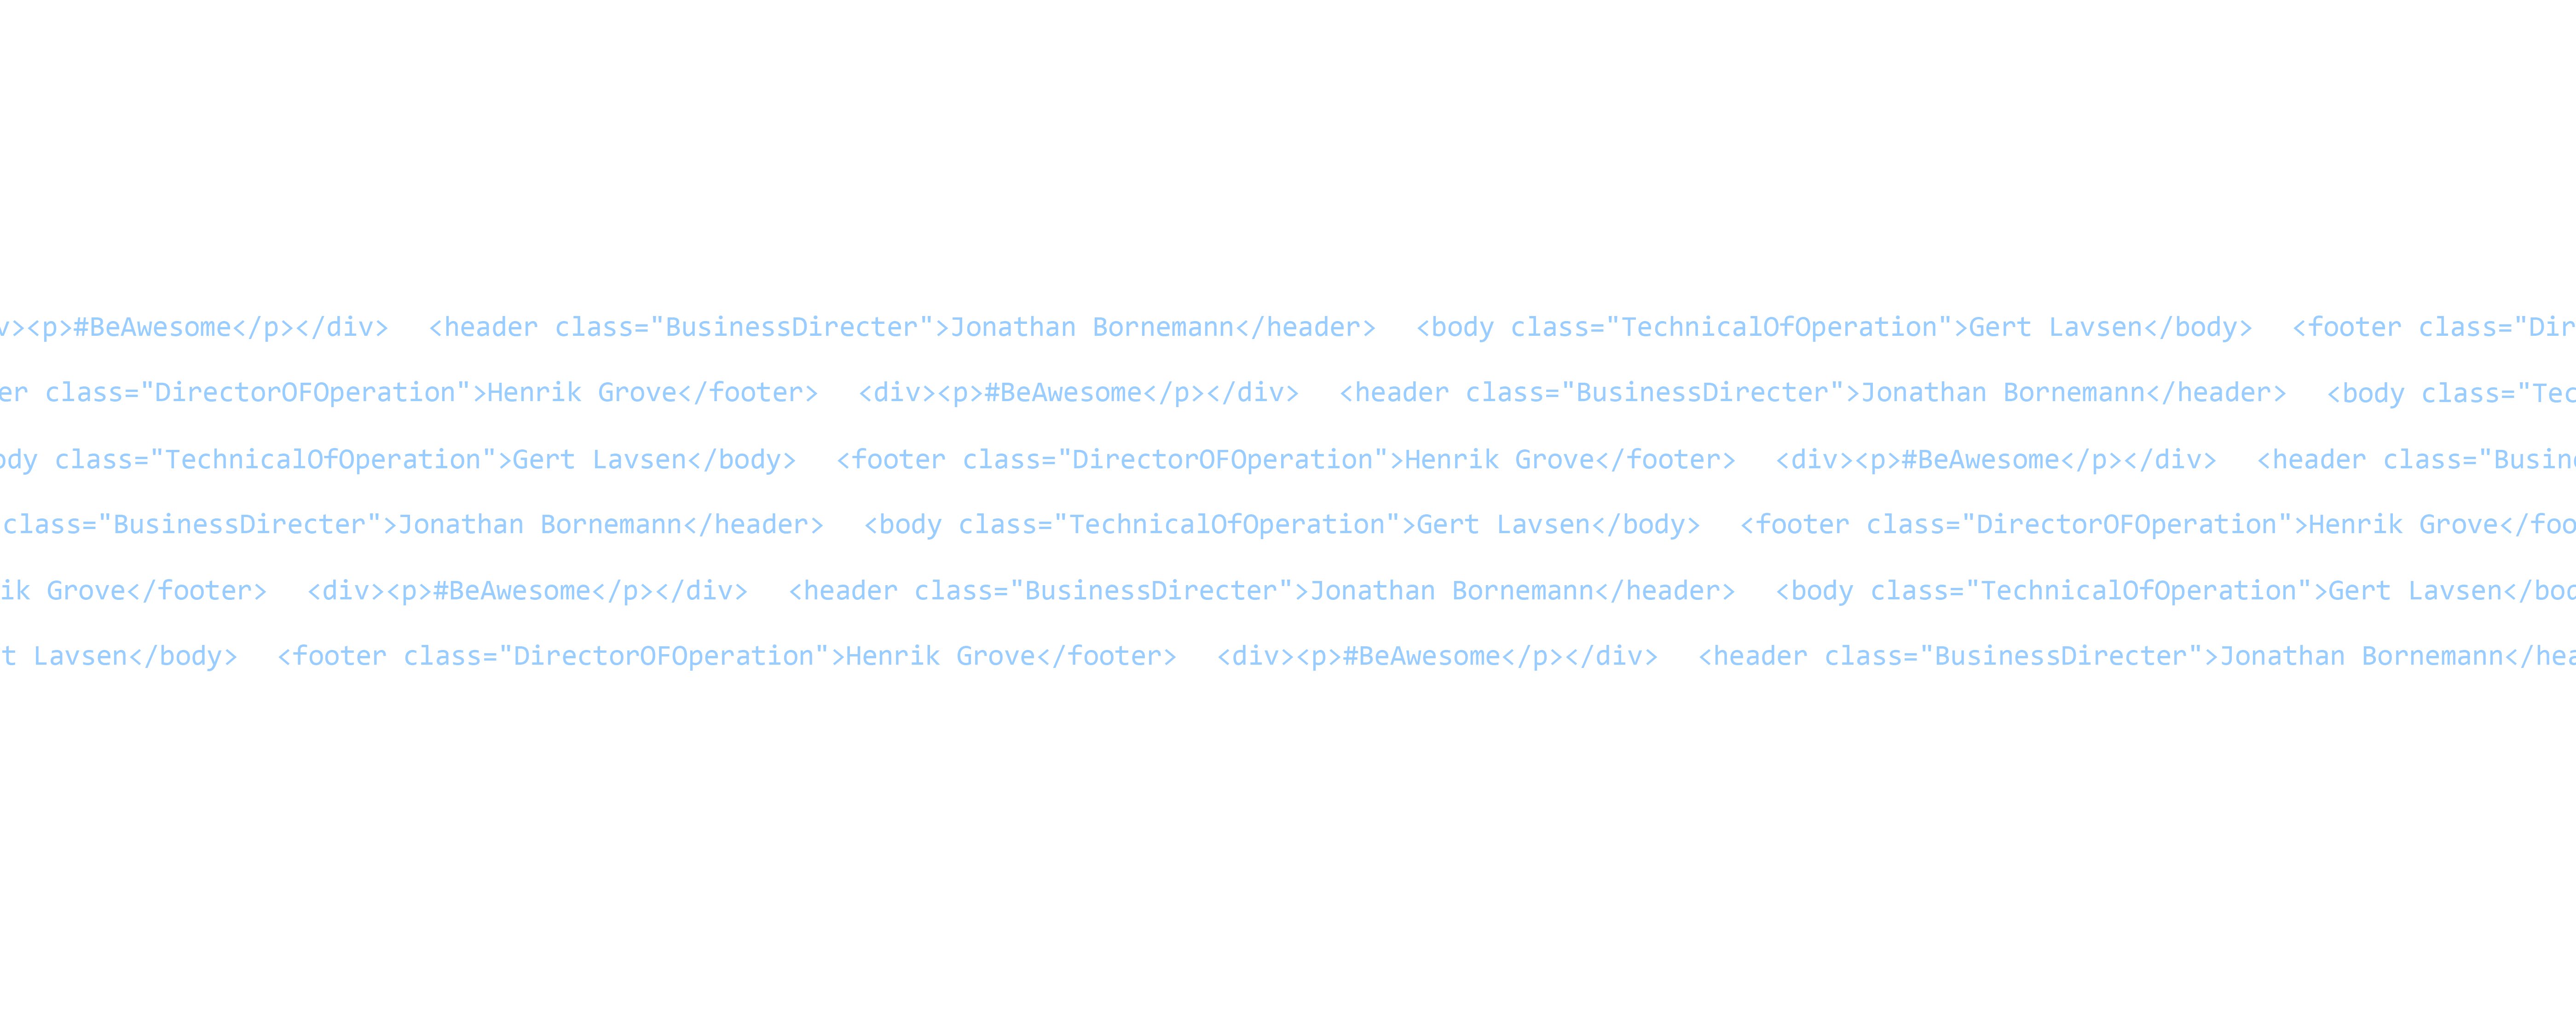 v><p>#BeAwesome</p></div> <header class="BusinessDirecter">Jonathan Bornemann</header> <body class="TechnicalOfOperation">Gert Lavsen</body> <footer class="Dir
er class="DirectorOFOperation">Henrik Grove</footer> <div><p>#BeAwesome</p></div> <header class="BusinessDirecter">Jonathan Bornemann</header> <body class="Tec
ody class="TechnicalOfOperation">Gert Lavsen</body> <footer class="DirectorOFOperation">Henrik Grove</footer> <div><p>#BeAwesome</p></div> <header class="Busin
class="BusinessDirecter">Jonathan Bornemann</header> <body class="TechnicalOfOperation">Gert Lavsen</body> <footer class="DirectorOFOperation">Henrik Grove</foo
ik Grove</footer> <div><p>#BeAwesome</p></div> <header class="BusinessDirecter">Jonathan Bornemann</header> <body class="TechnicalOfOperation">Gert Lavsen</bod
t Lavsen</body> <footer class="DirectorOFOperation">Henrik Grove</footer> <div><p>#BeAwesome</p></div> <header class="BusinessDirecter">Jonathan Bornemann</hea